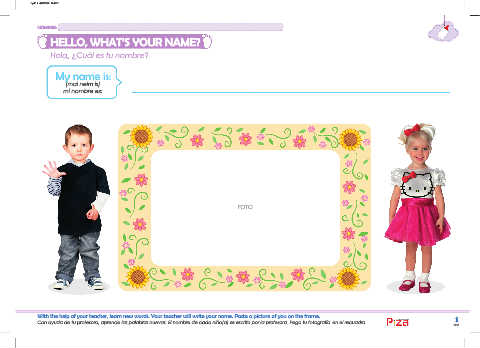 HELLO, WHAT'S YOUR NAME?
Hola, ¿Cuál es tu nombre?
My name is:
(mai neim is)
mi nombre es:
FOTO
With the help of your teacher, learn new words. Your teacher will write your name. Paste a picture of you on the frame.
Con ayuda de tu profesora, aprende las palabras nuevas. El nombre de cada niño(a) es escrito por la profesora. Pega tu fotografía en el recuadro.
Piza
1